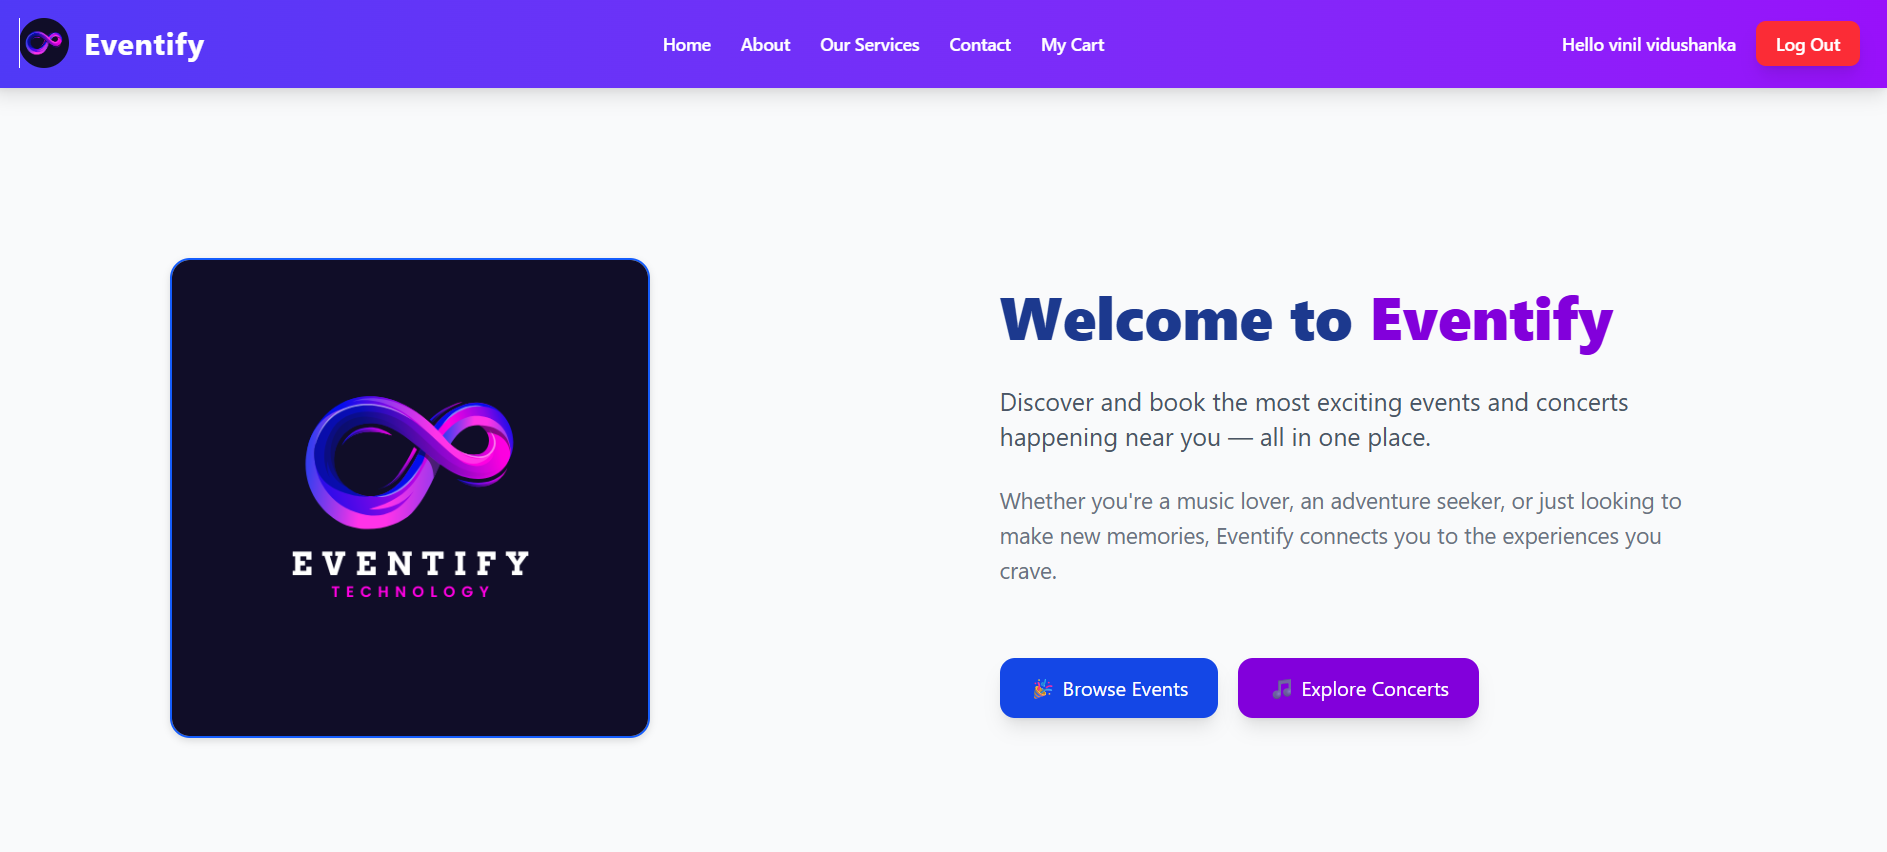 Eventify
Home
About
Our Services
Contact
My Cart
Hello vinil vidushanka
Log Out
EVENTIFY
TECHNOLOGY
Welcome to Eventify
Discover and book the most exciting events and concerts
happening near you — all in one place.
Whether you're a music lover, an adventure seeker, or just looking to
make new memories, Eventify connects you to the experiences you
crave.
🎉 Browse Events
🎵 Explore Concerts